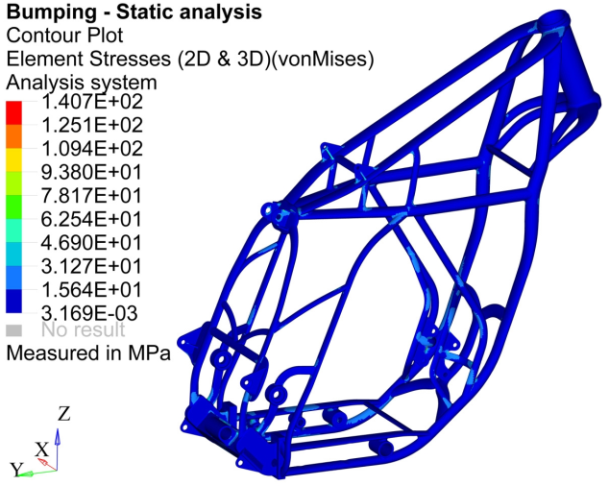 Bumping - Static analysis
Contour Plot
Element Stresses (2D & 3D)(vonMises)
Analysis system
1.407E+02
1.251E+02
1.094E+02
9.380E+01
7.817E+01
6.254E+01
4.690E+01
3.127E+01
1.564E+01
3.169E-03
No result
Measured in MPa
Z
X
Y